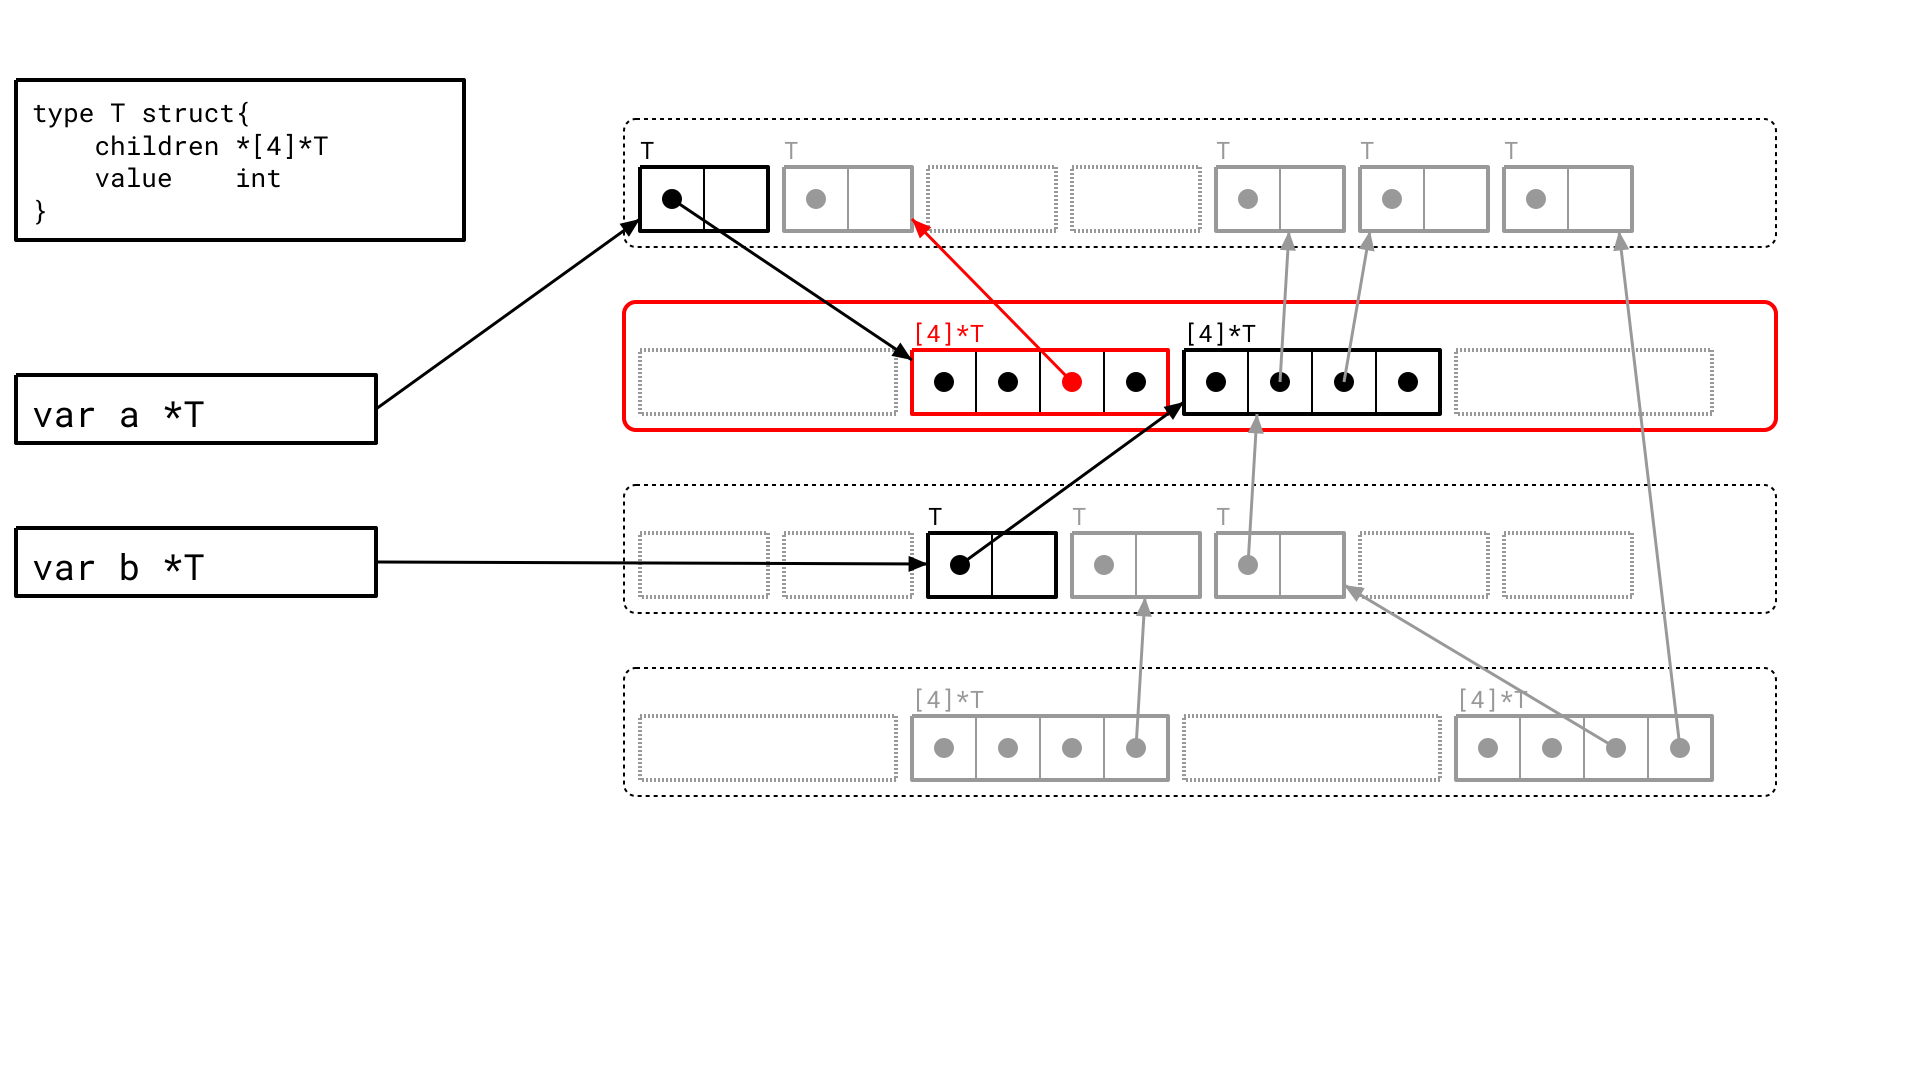 type T struct{
    children *[4]*T
    value    int
}
T
T
T
T
T
[4]*T
[4]*T
var a *T
T
T
T
var b *T
[4]*T
[4]*T